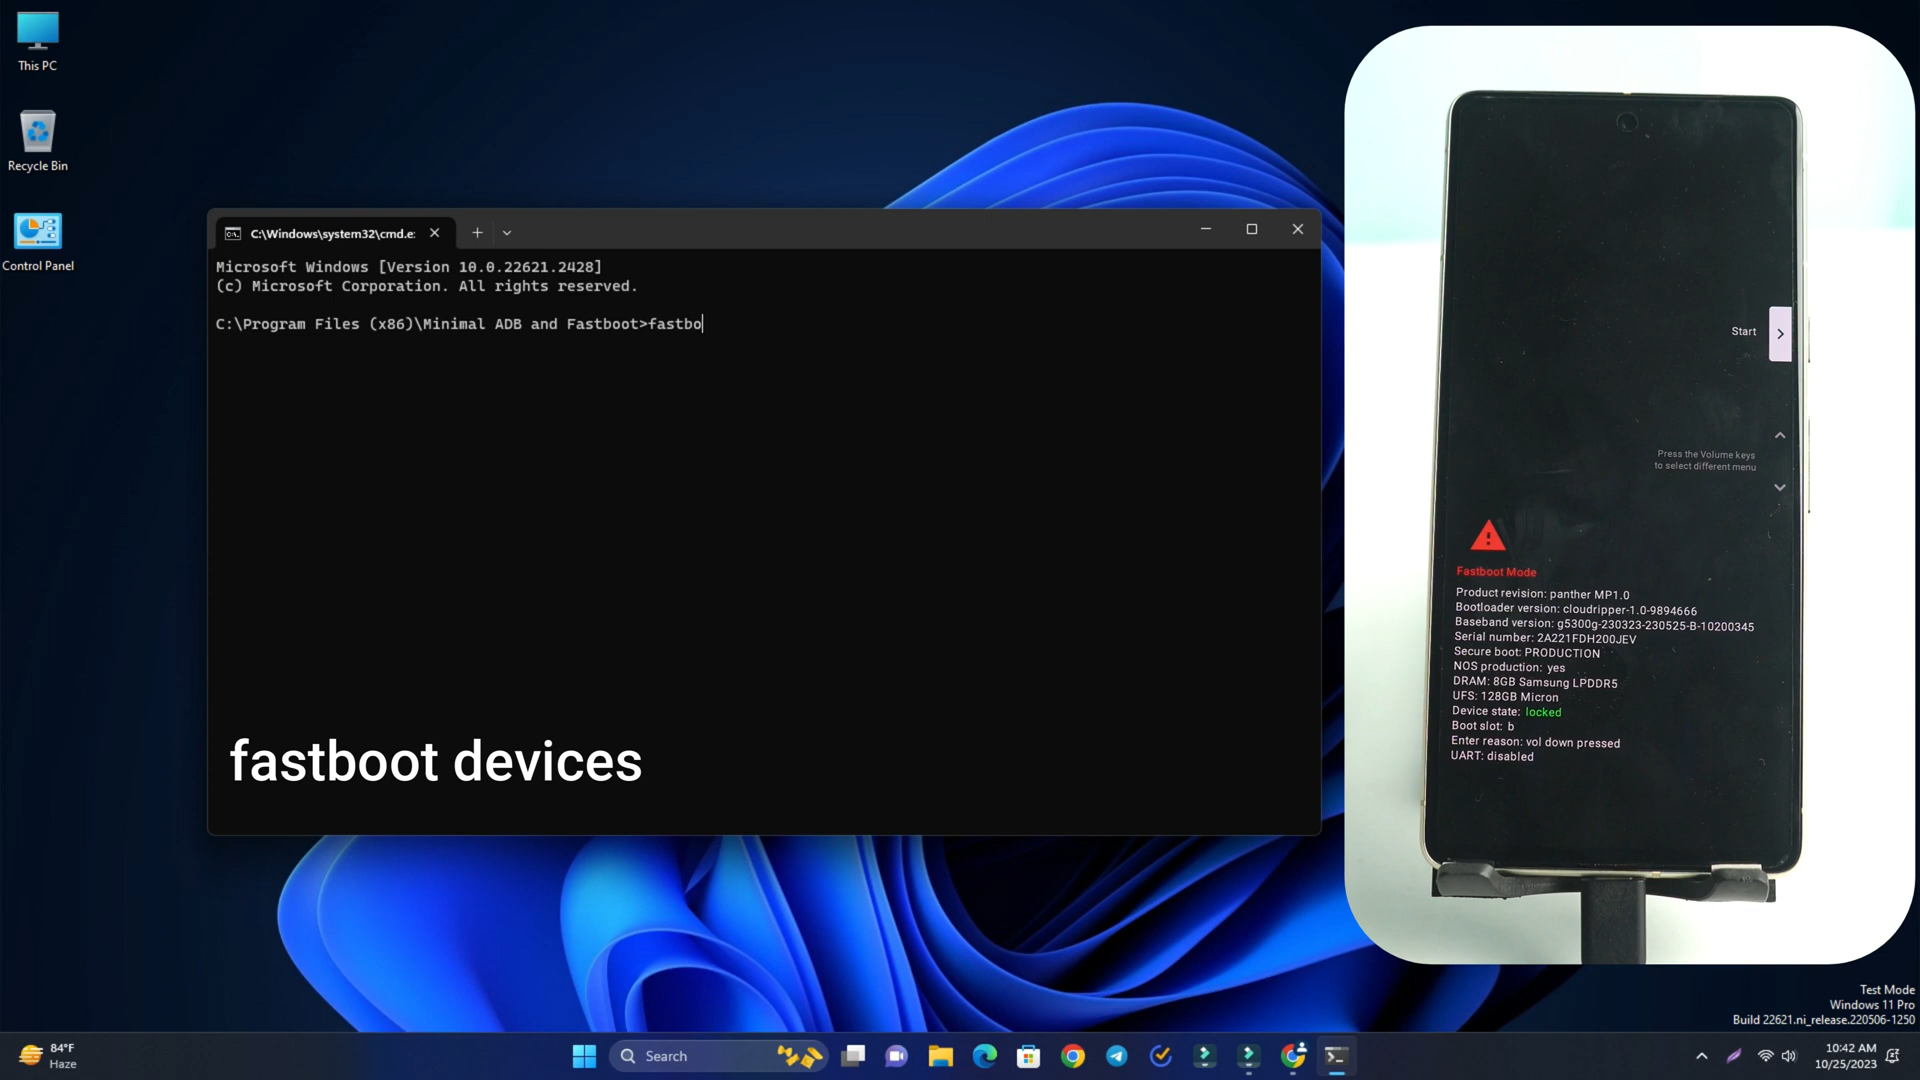 This PC
Recycle Bin
Control Panel
C:\Windows\system32\cmd.e:
Microsoft Windows [Version 10.0.22621.2428]
(c) Microsoft Corporation. All rights reserved.
C:\Program Files (x86)\Minimal ADB and Fastboot>fastbo
fastboot devices
Start
Press the Volume keys
to select different menu
Fastboot Mode
Product revision: panther MP1.0
Bootloader version: cloudripper-1.0-9894666
Baseband version: g5300g-230323-230525-B-10200345
Serial number: 2A221FDH200JEV
Secure boot: PRODUCTION
NOS production: yes
DRAM: 8GB Samsung LPDDR5
UFS: 128GB Micron
Device state: locked
Boot slot: b
Enter reason: vol down pressed
UART: disabled
Test Mode
Windows 11 Pro
Build 22621.ni_release.220506-1250
84°F
Haze
Search
10:42 AM
10/25/2023